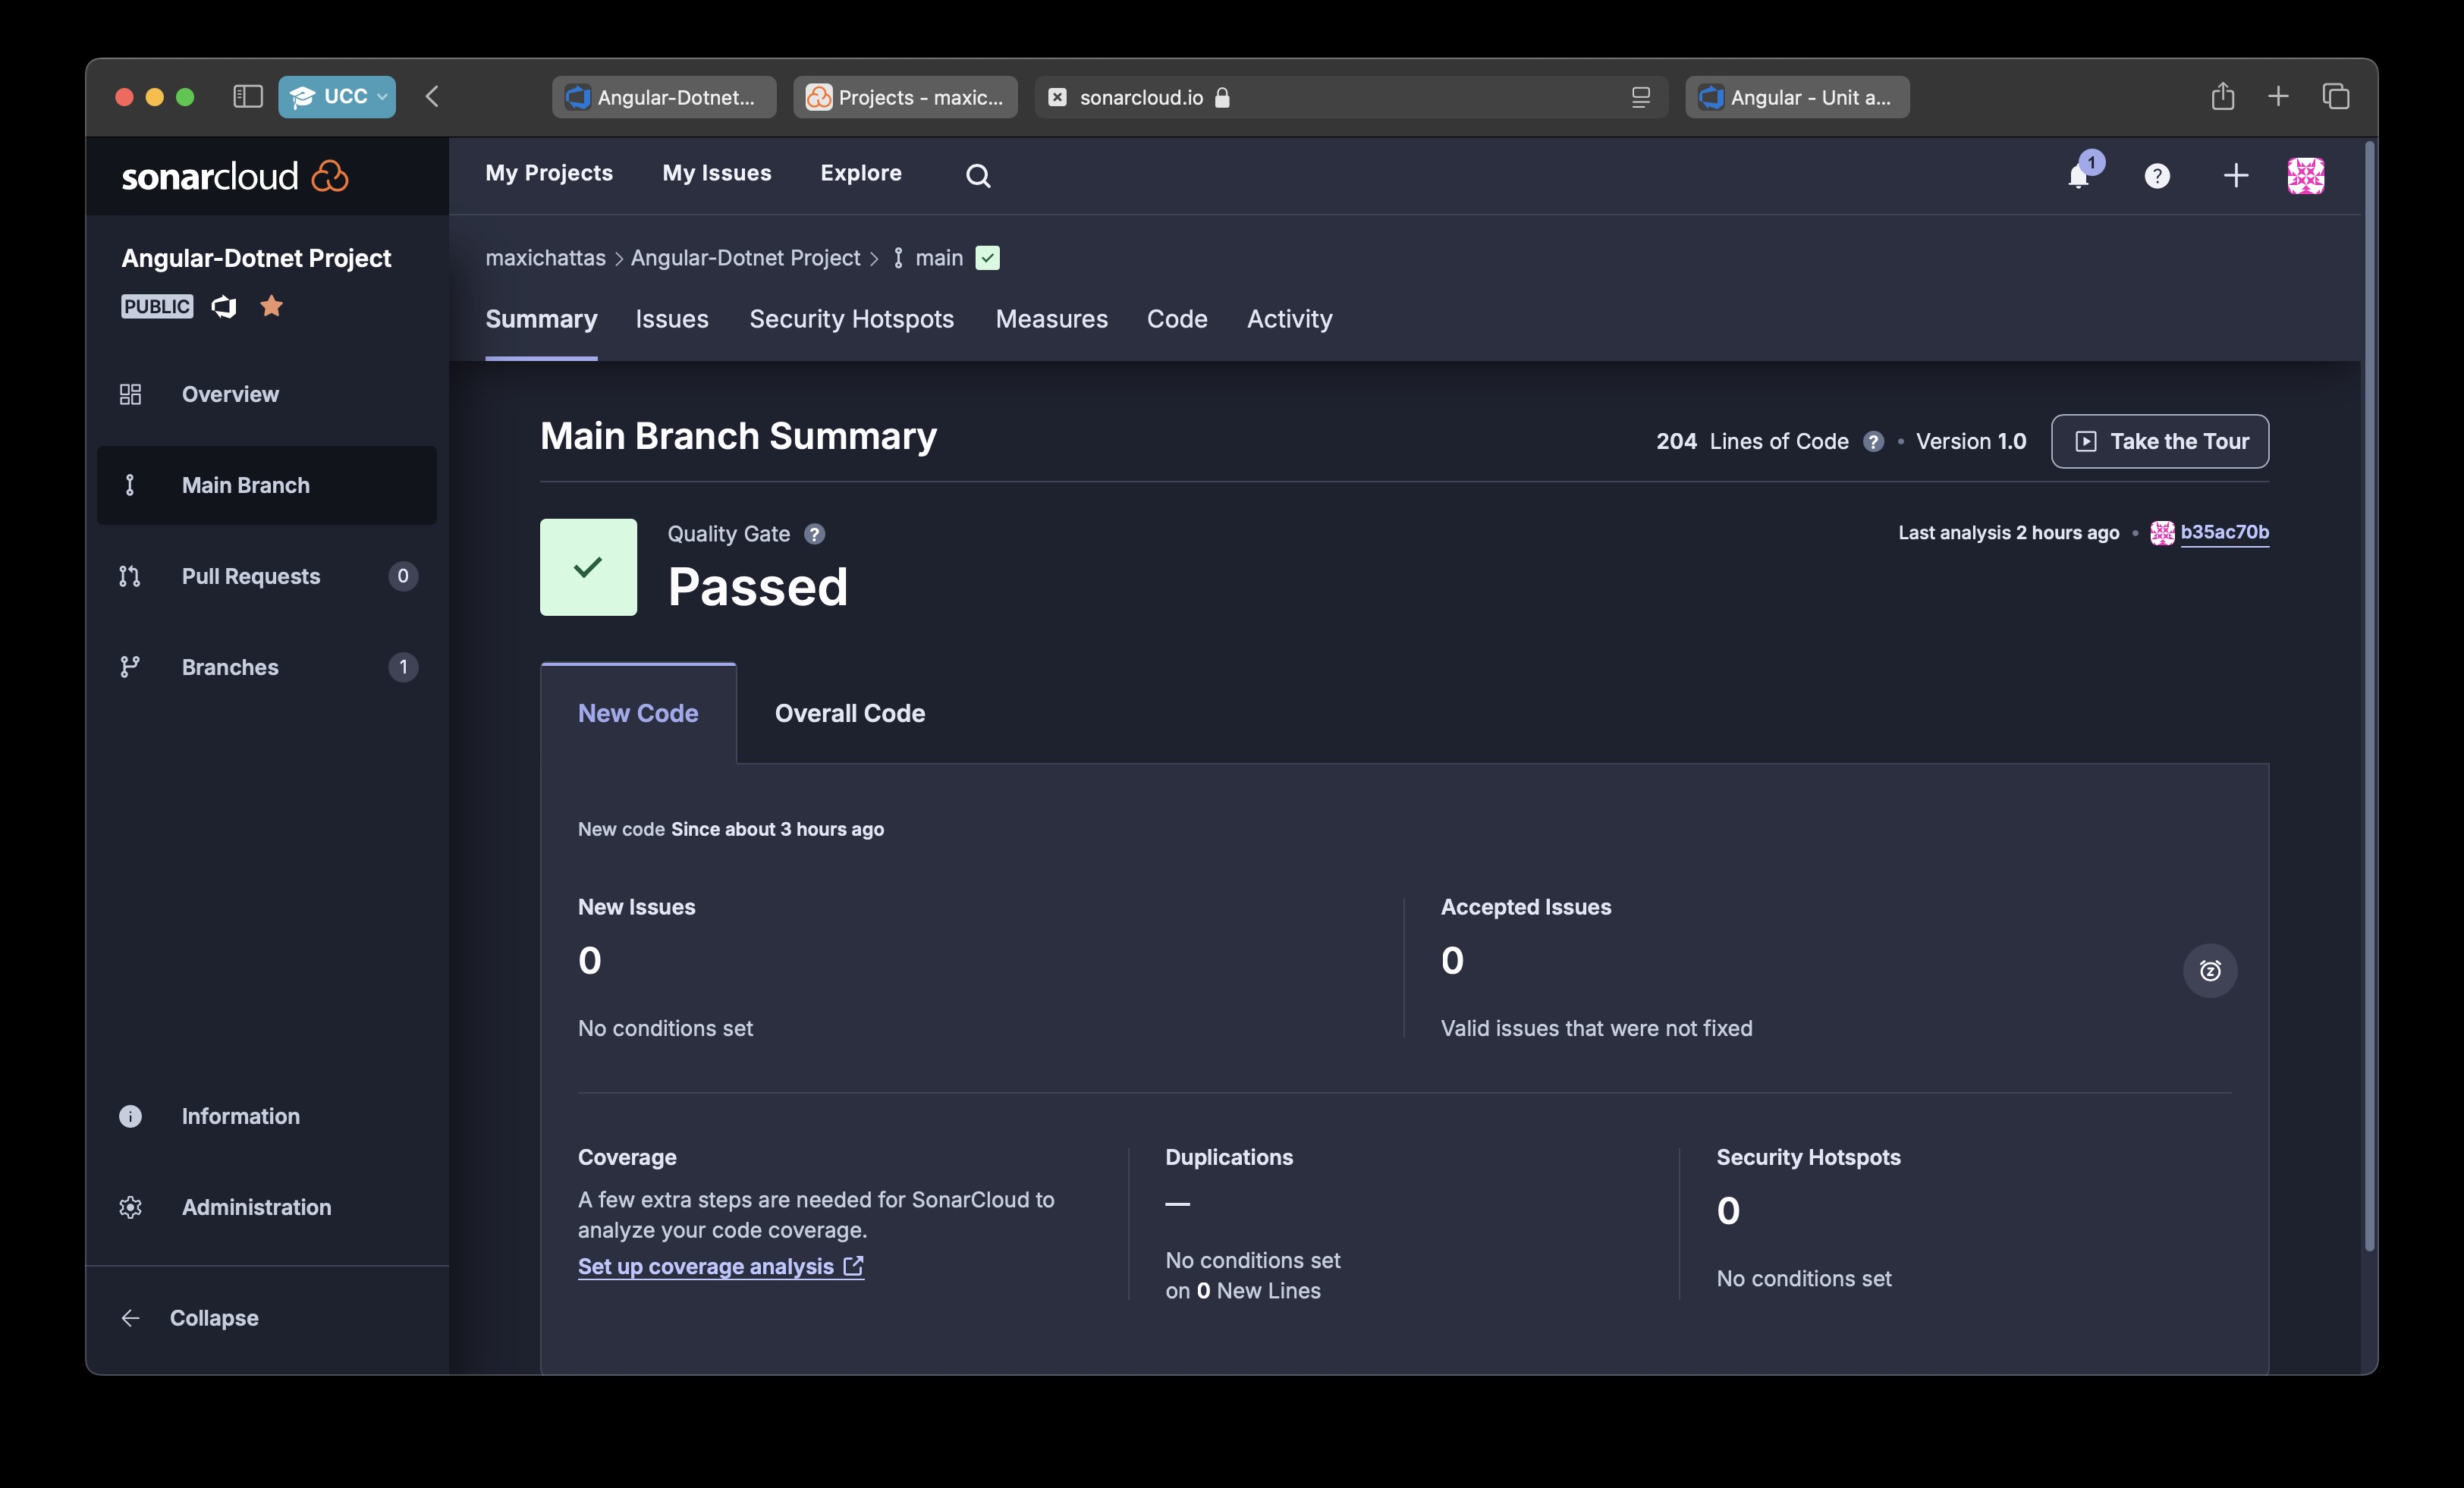 UCC
Angular-Dotnet...
Projects - maxic...
sonarcloud.io
Angular - Unit a...
sonarcloud
My Projects
My Issues
Explore
1
?
Angular-Dotnet Project
PUBLIC
Overview
Main Branch
Pull Requests 0
Branches 1
Information
Administration
Collapse
maxichattas > Angular-Dotnet Project > main
Summary
Issues
Security Hotspots
Measures
Code
Activity
Main Branch Summary
204 Lines of Code ? • Version 1.0
Take the Tour
Quality Gate ?
Passed
Last analysis 2 hours ago • b35ac70b
New Code
Overall Code
New code Since about 3 hours ago
New Issues
0
No conditions set
Accepted Issues
0
Valid issues that were not fixed
Coverage
A few extra steps are needed for SonarCloud to
analyze your code coverage.
Set up coverage analysis
Duplications
—
No conditions set
on 0 New Lines
Security Hotspots
0
No conditions set